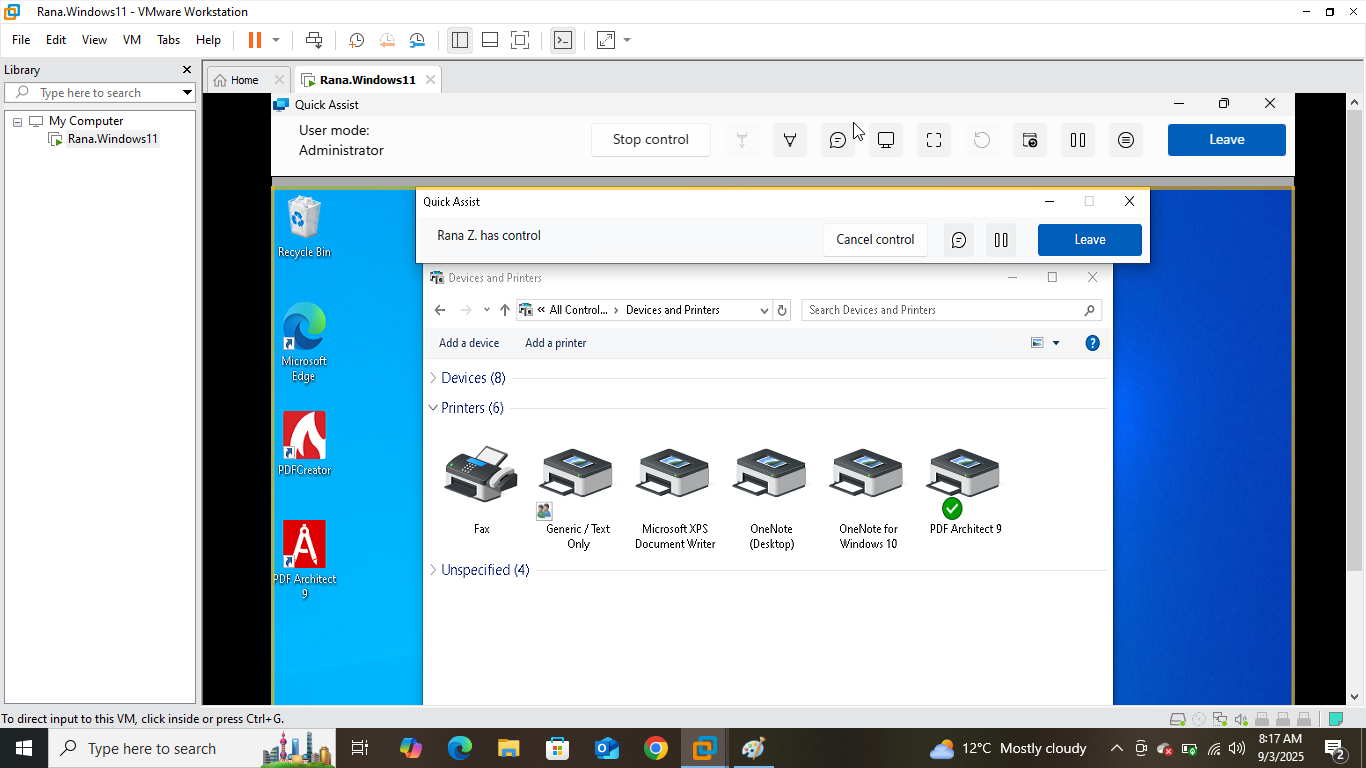 Rana.Windows11 - VMware Workstation
File Edit View VM Tabs Help
Library
Type here to search
My Computer
Rana.Windows11
Home
Rana.Windows11
Quick Assist
User mode:
Administrator
Stop control
Leave
Recycle Bin
Microsoft
Edge
PDFCreator
PDF Architect
9
Quick Assist
Rana Z. has control
Cancel control
Leave
Devices and Printers
« All Control... › Devices and Printers
Search Devices and Printers
Add a device Add a printer
Devices (8)
Printers (6)
Fax
Generic / Text
Only
Microsoft XPS
Document Writer
OneNote
(Desktop)
OneNote for
Windows 10
PDF Architect 9
Unspecified (4)
To direct input to this VM, click inside or press Ctrl+G.
Type here to search
12°C Mostly cloudy
8:17 AM
9/3/2025
2